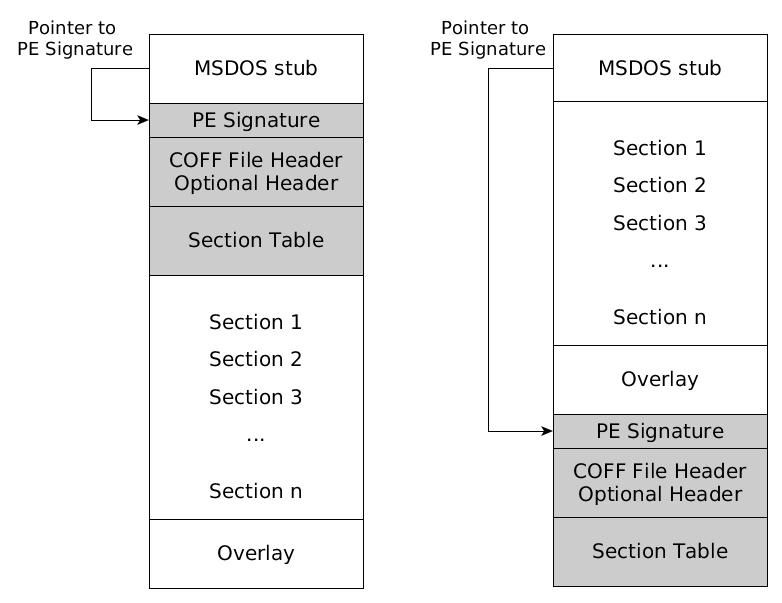 Pointer to
PE Signature
MSDOS stub
PE Signature
COFF File Header
Optional Header
Section Table
Section 1
Section 2
Section 3
...
Section n
Overlay
Pointer to
PE Signature
MSDOS stub
Section 1
Section 2
Section 3
...
Section n
Overlay
PE Signature
COFF File Header
Optional Header
Section Table